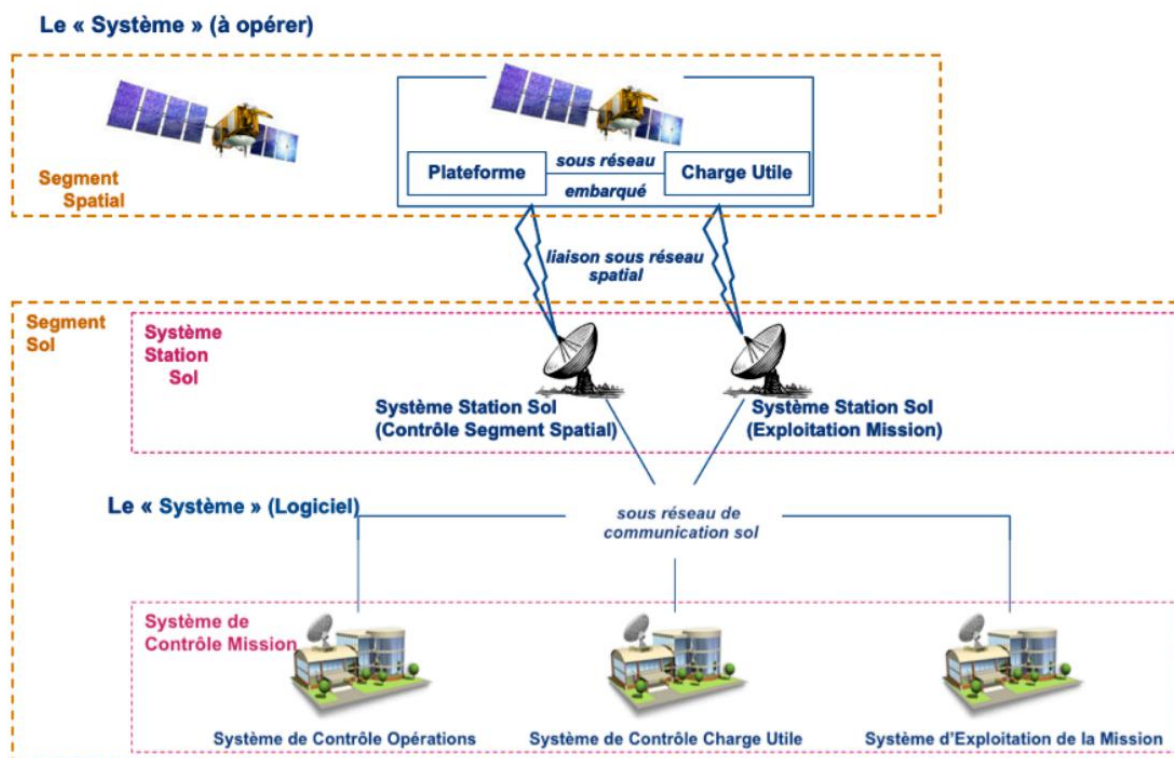 Le « Système » (à opérer)
Segment
Spatial
Plateforme
sous réseau
embarqué
Charge Utile
liaison sous réseau
spatial
Segment
Sol
Système
Station
Sol
Système Station Sol
(Contrôle Segment Spatial)
Système Station Sol
(Exploitation Mission)
Le « Système » (Logiciel)
sous réseau de
communication sol
Système de
Contrôle Mission
Système de Contrôle Opérations
Système de Contrôle Charge Utile
Système d'Exploitation de la Mission